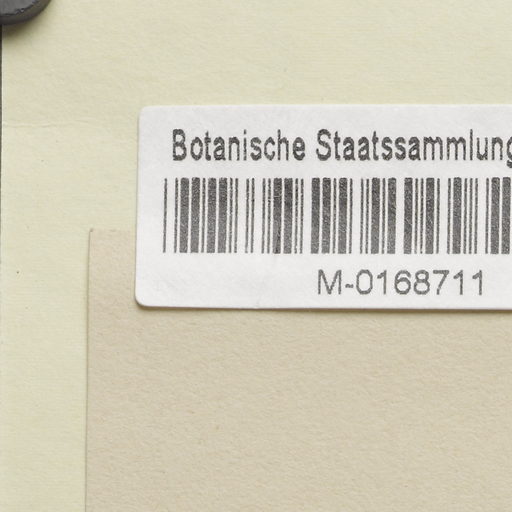 Botanische Staatssammlung
M-0168711